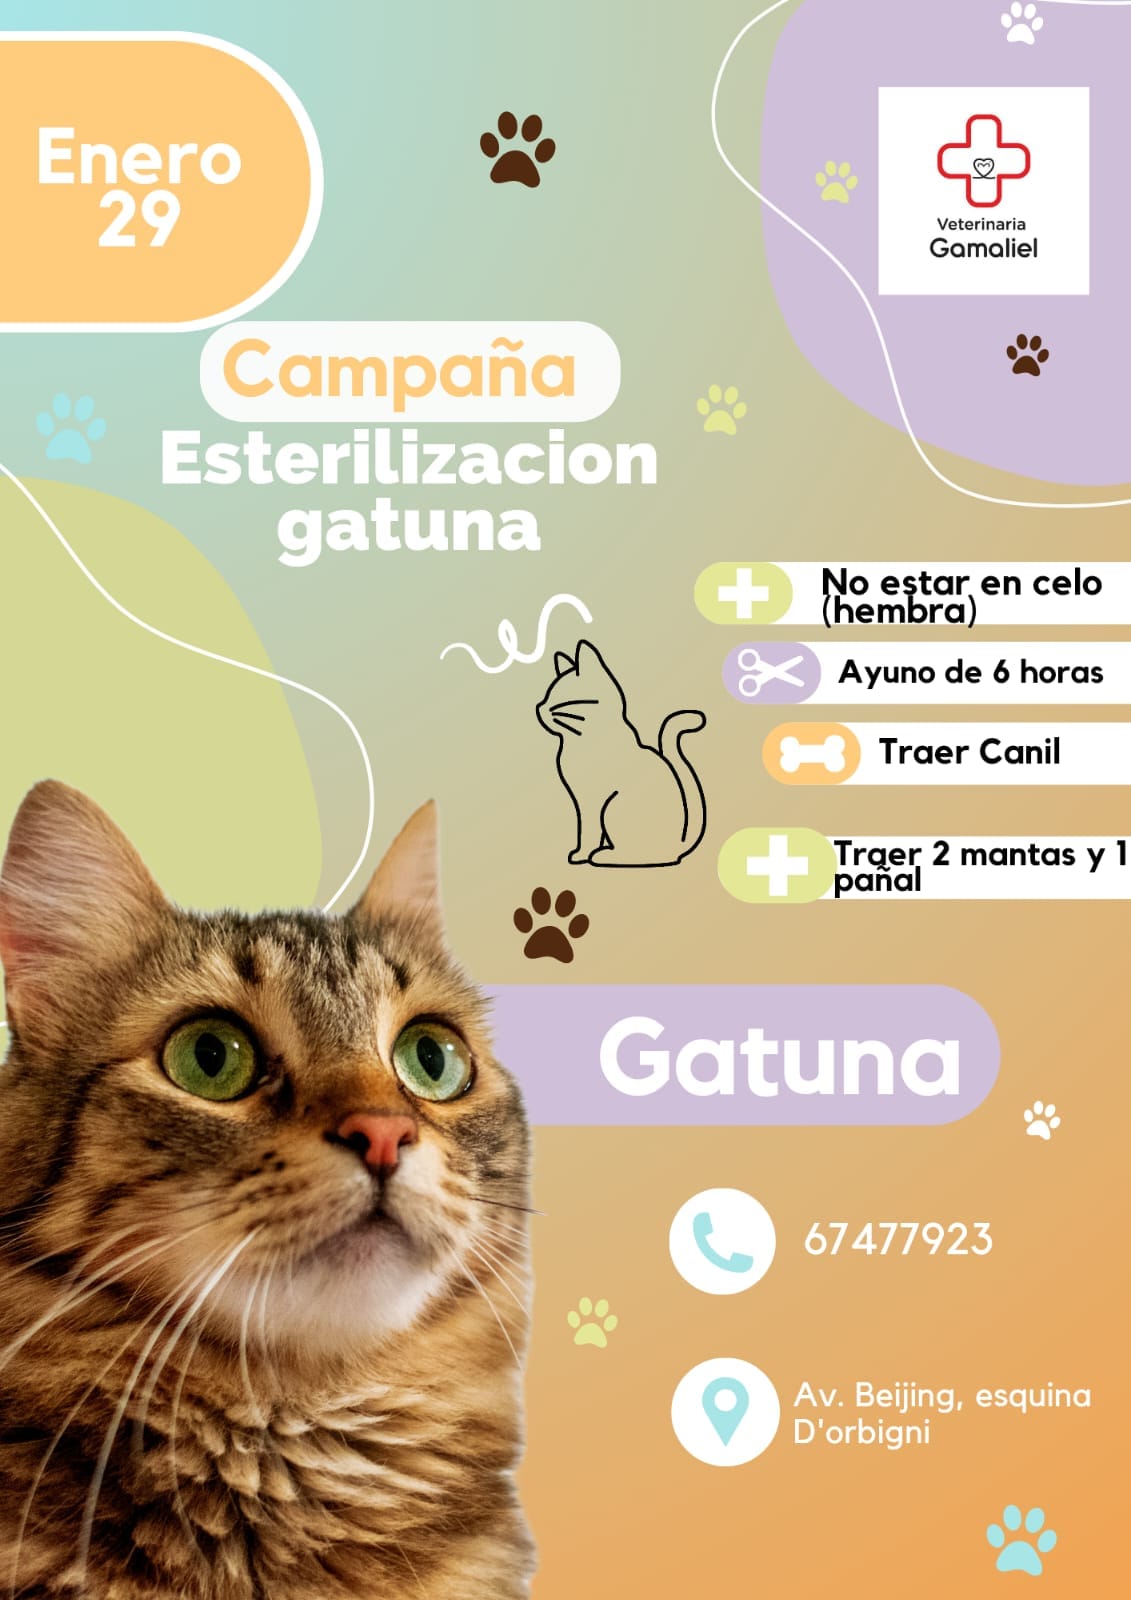 Enero
29
Veterinaria
Gamaliel
Campaña
Esterilizacion
gatuna
No estar en celo
(hembra)
Ayuno de 6 horas
Traer Canil
Traer 2 mantas y 1
pañal
Gatuna
67477923
Av. Beijing, esquina
D'orbigni